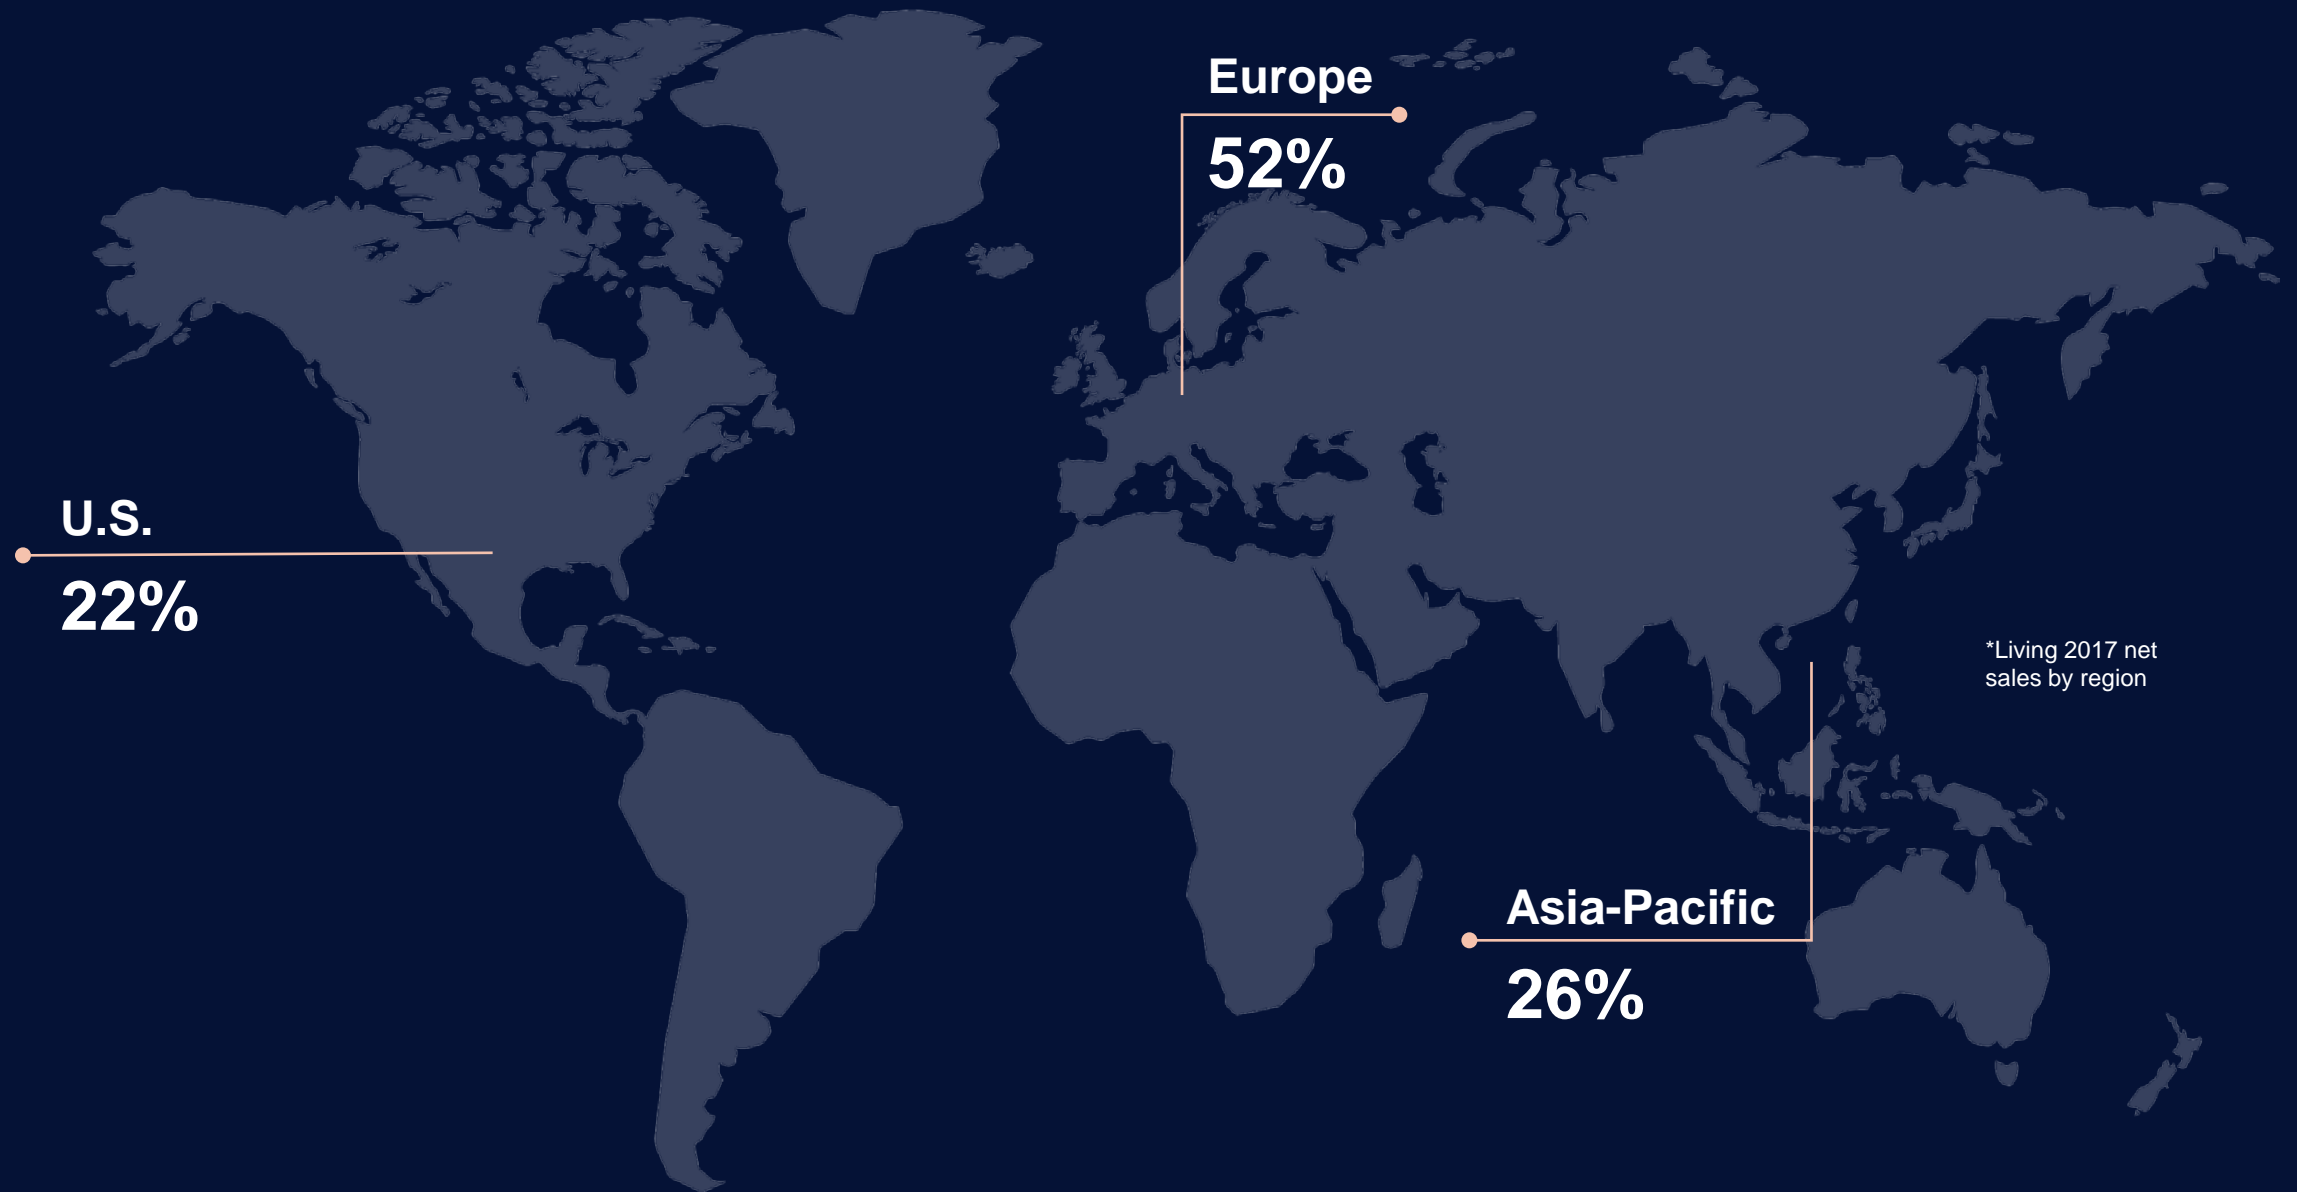 Europe
52%
U.S.
22%
*Living 2017 net
sales by region
Asia-Pacific
26%